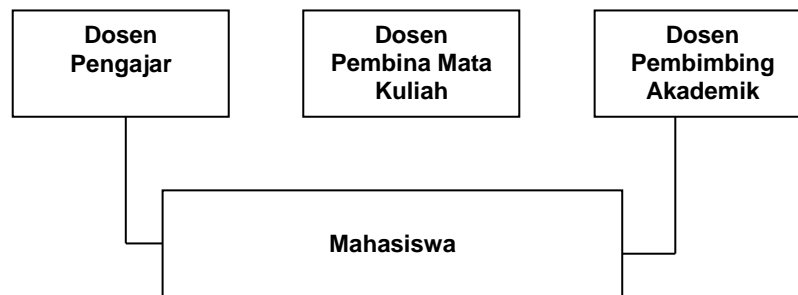 Dosen
Pengajar
Dosen
Pembina Mata
Kuliah
Dosen
Pembimbing
Akademik
Mahasiswa